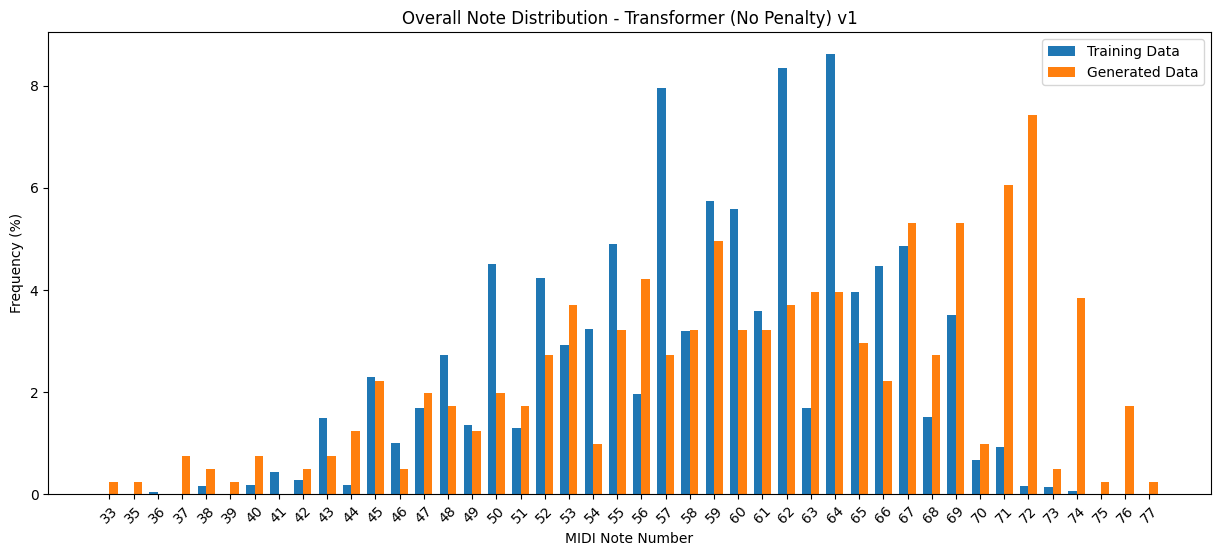 Overall Note Distribution - Transformer (No Penalty) v1
Training Data
Generated Data
Frequency (%)
8
6
4
2
0
33 35 36 37 38 39 40 41 42 43 44 45 46 47 48 49 50 51 52 53 54 55 56 57 58 59 60 61 62 63 64 65 66 67 68 69 70 71 72 73 74 75 76 77
MIDI Note Number